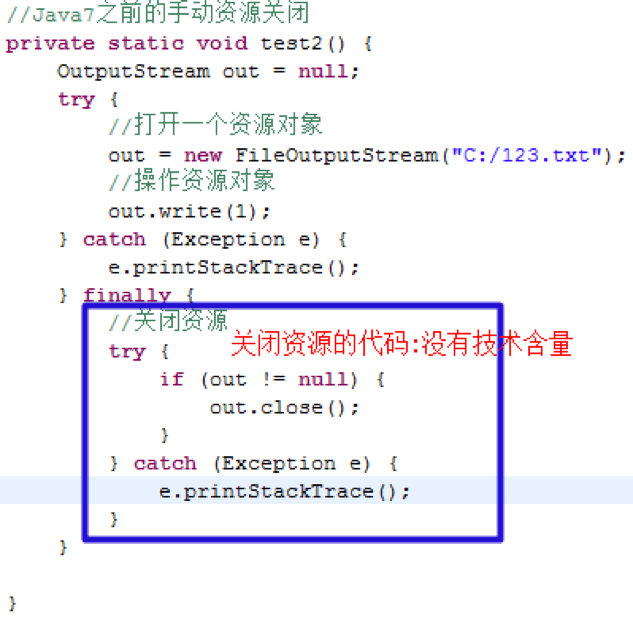 //Java7之前的手动资源关闭
private static void test2() {
    OutputStream out = null;
    try {
        //打开一个资源对象
        out = new FileOutputStream("C:/123.txt");
        //操作资源对象
        out.write(1);
    } catch (Exception e) {
        e.printStackTrace();
    } finally {
        //关闭资源
        关闭资源的代码:没有技术含量
        try {
            if (out != null) {
                out.close();
            }
        } catch (Exception e) {
            e.printStackTrace();
        }
    }
}